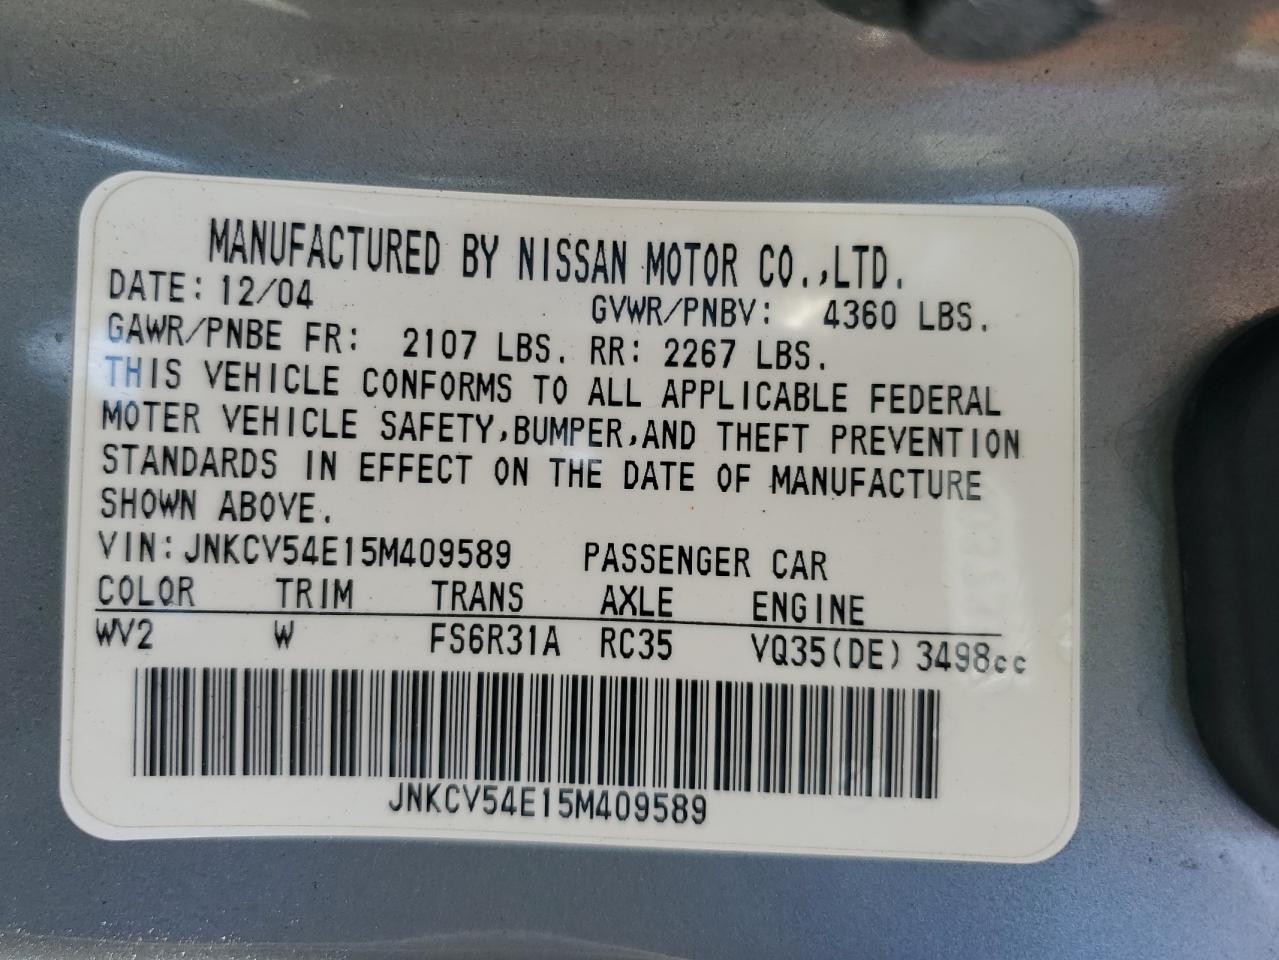 MANUFACTURED BY NISSAN MOTOR CO.,LTD.
DATE: 12/04 GVWR/PNBV: 4360 LBS.
GAWR/PNBE FR: 2107 LBS. RR: 2267 LBS.
THIS VEHICLE CONFORMS TO ALL APPLICABLE FEDERAL
MOTER VEHICLE SAFETY,BUMPER,AND THEFT PREVENTION
STANDARDS IN EFFECT ON THE DATE OF MANUFACTURE
SHOWN ABOVE.
VIN: JNKCV54E15M409589 PASSENGER CAR
COLOR TRIM TRANS AXLE ENGINE
WV2 W FS6R31A RC35 VQ35(DE) 3498cc
JNKCV54E15M409589